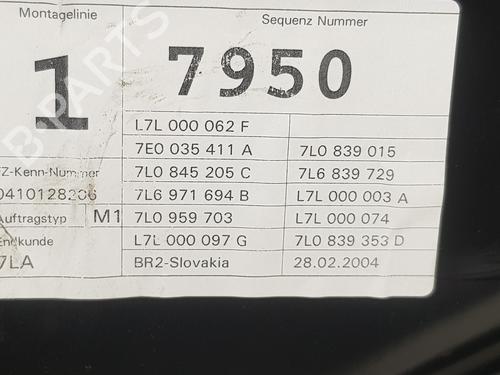 Montagelinie Sequenz Nummer
1 7950
L7L 000 062 F
7E0 035 411 A 7L0 839 015
Z-Kenn-Nummer 7L0 845 205 C 7L6 839 729
0410128206 7L6 971 694 B L7L 000 003 A
Auftragstyp M1 7L0 959 703 L7L 000 074
Endkunde L7L 000 097 G 7L0 839 353 D
7LA BR2-Slovakia 28.02.2004
B-PARTS